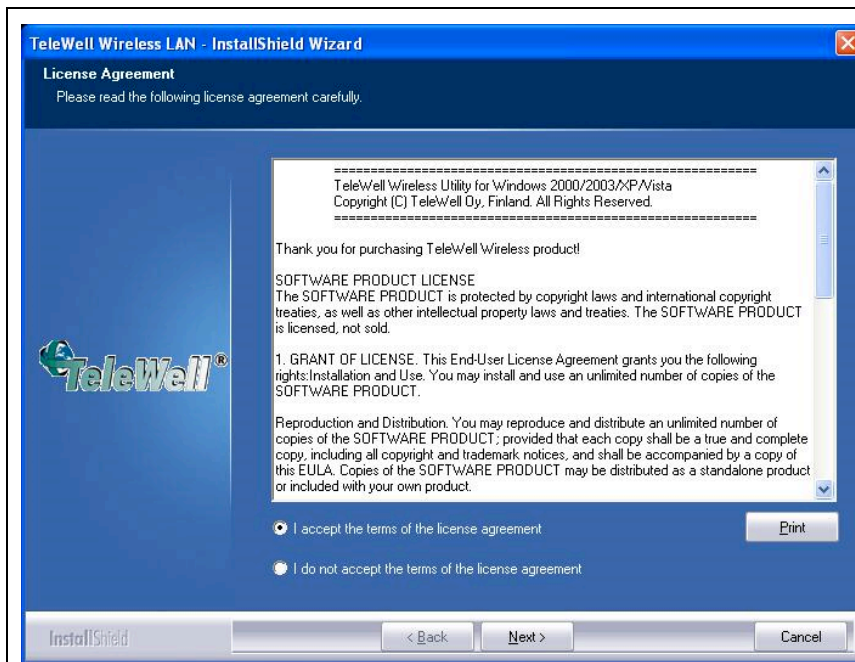 TeleWell Wireless LAN - InstallShield Wizard
License Agreement
Please read the following license agreement carefully.
===========================================================
TeleWell Wireless Utility for Windows 2000/2003/XP/Vista
Copyright (C) TeleWell Oy, Finland. All Rights Reserved.
===========================================================
Thank you for purchasing TeleWell Wireless product!
SOFTWARE PRODUCT LICENSE
The SOFTWARE PRODUCT is protected by copyright laws and international copyright
treaties, as well as other intellectual property laws and treaties. The SOFTWARE PRODUCT
is licensed, not sold.
1. GRANT OF LICENSE. This End-User License Agreement grants you the following
rights:Installation and Use. You may install and use an unlimited number of copies of the
SOFTWARE PRODUCT.
Reproduction and Distribution. You may reproduce and distribute an unlimited number of
copies of the SOFTWARE PRODUCT; provided that each copy shall be a true and complete
copy, including all copyright and trademark notices, and shall be accompanied by a copy of
this EULA. Copies of the SOFTWARE PRODUCT may be distributed as a standalone product
or included with your own product.
TeleWell®
I accept the terms of the license agreement
Print
I do not accept the terms of the license agreement
InstallShield
< Back
Next >
Cancel